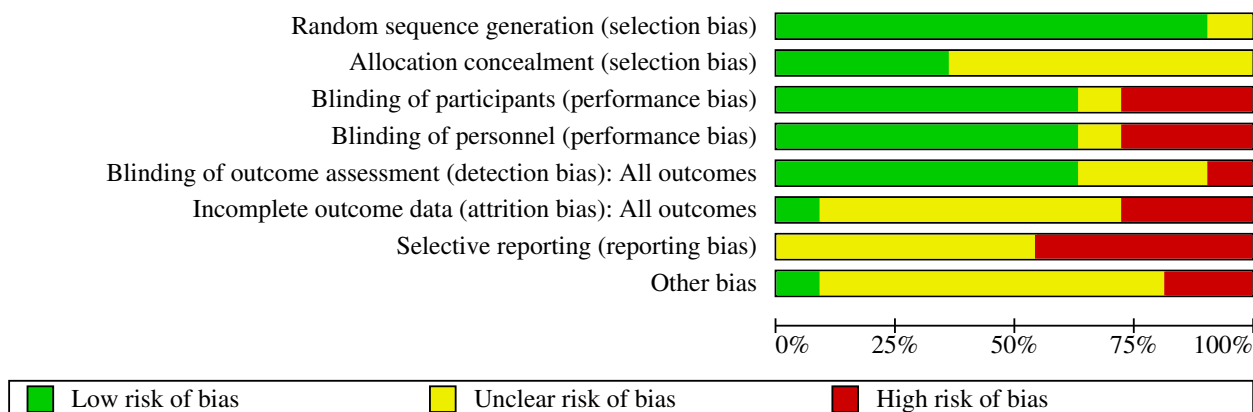 Random sequence generation (selection bias)
Allocation concealment (selection bias)
Blinding of participants (performance bias)
Blinding of personnel (performance bias)
Blinding of outcome assessment (detection bias): All outcomes
Incomplete outcome data (attrition bias): All outcomes
Selective reporting (reporting bias)
Other bias
0% 25% 50% 75% 100%
Low risk of bias Unclear risk of bias High risk of bias